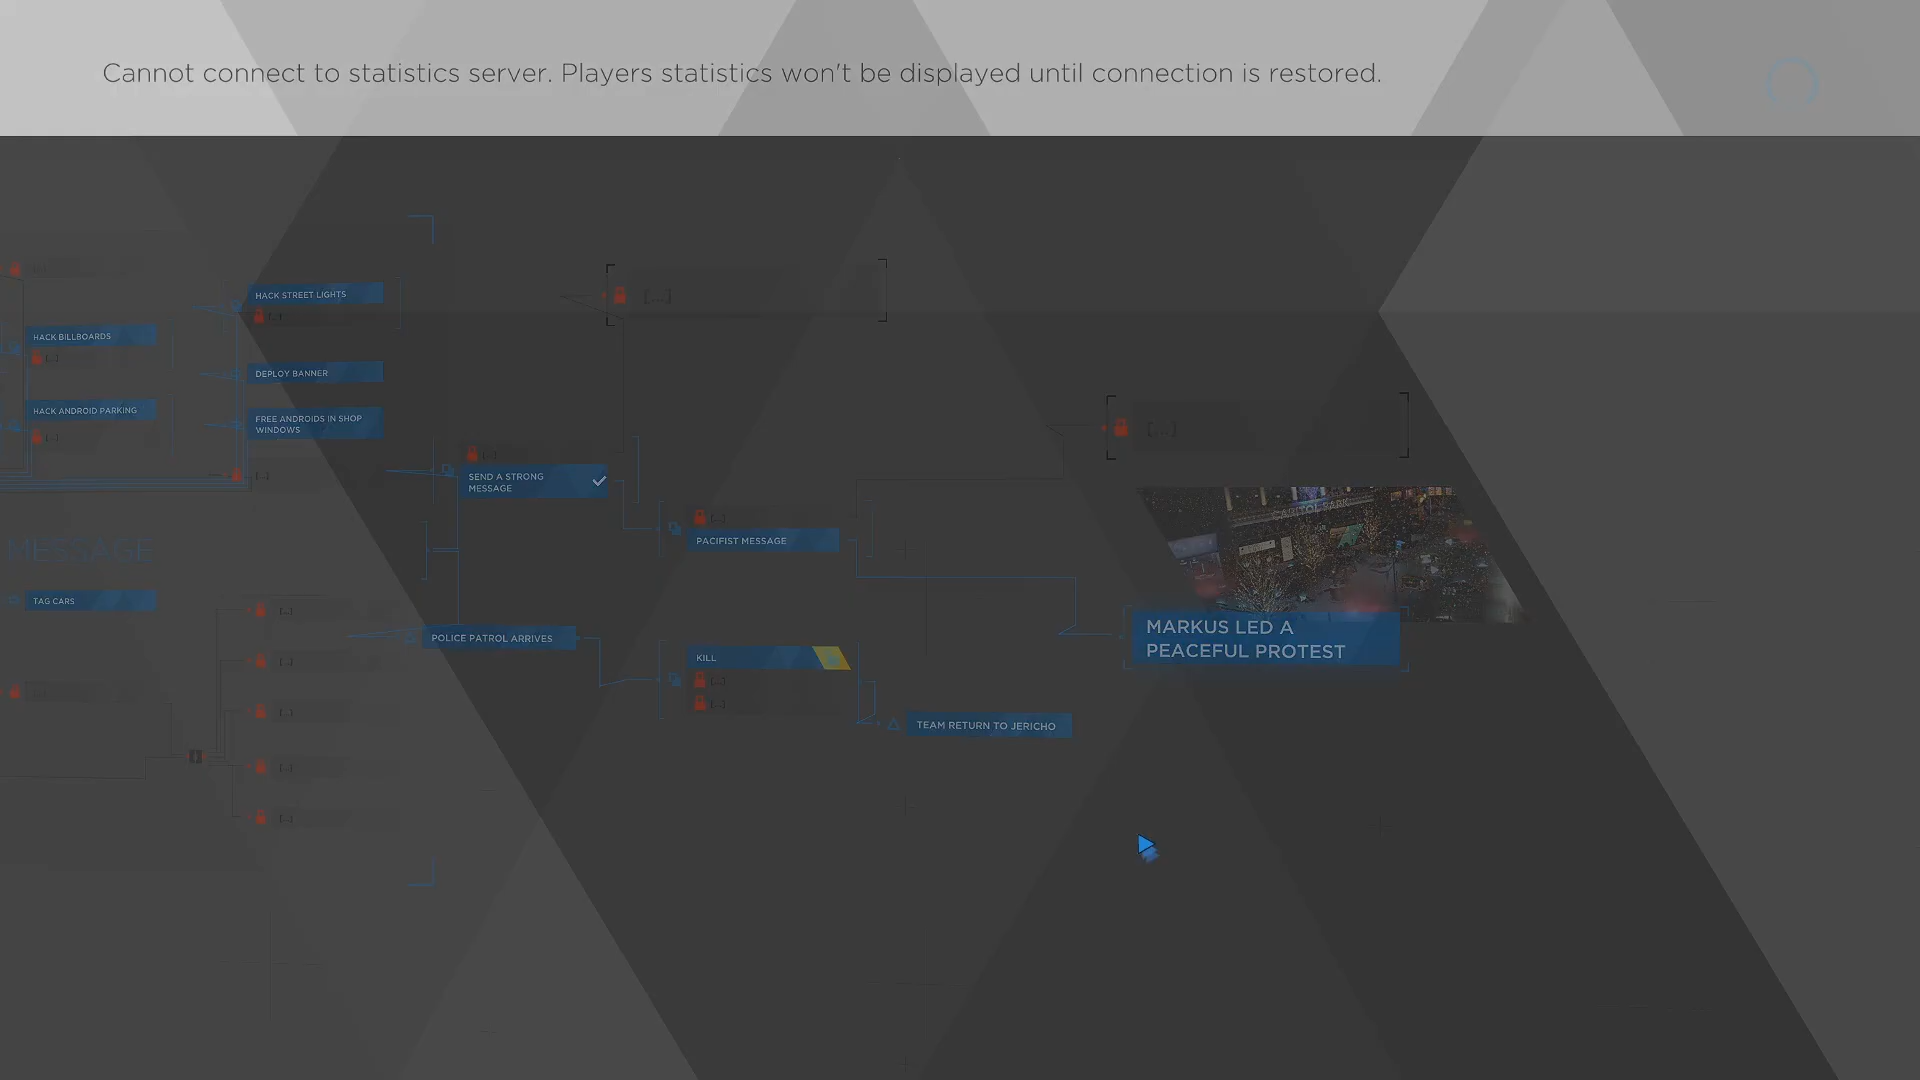 Cannot connect to statistics server. Players statistics won't be displayed until connection is restored.
[...]
HACK STREET LIGHTS
[...]
[...]
HACK BILLBOARDS
[...]
DEPLOY BANNER
HACK ANDROID PARKING
[...]
FREE ANDROIDS IN SHOP
WINDOWS
[...]
[...]
[...]
SEND A STRONG
MESSAGE
CAPITOL PARK
[...]
PACIFIST MESSAGE
MESSAGE
TAG CARS
[...]
POLICE PATROL ARRIVES
MARKUS LED A
PEACEFUL PROTEST
KILL
[...]
[...]
[...]
[...]
[...]
TEAM RETURN TO JERICHO
[...]
[...]